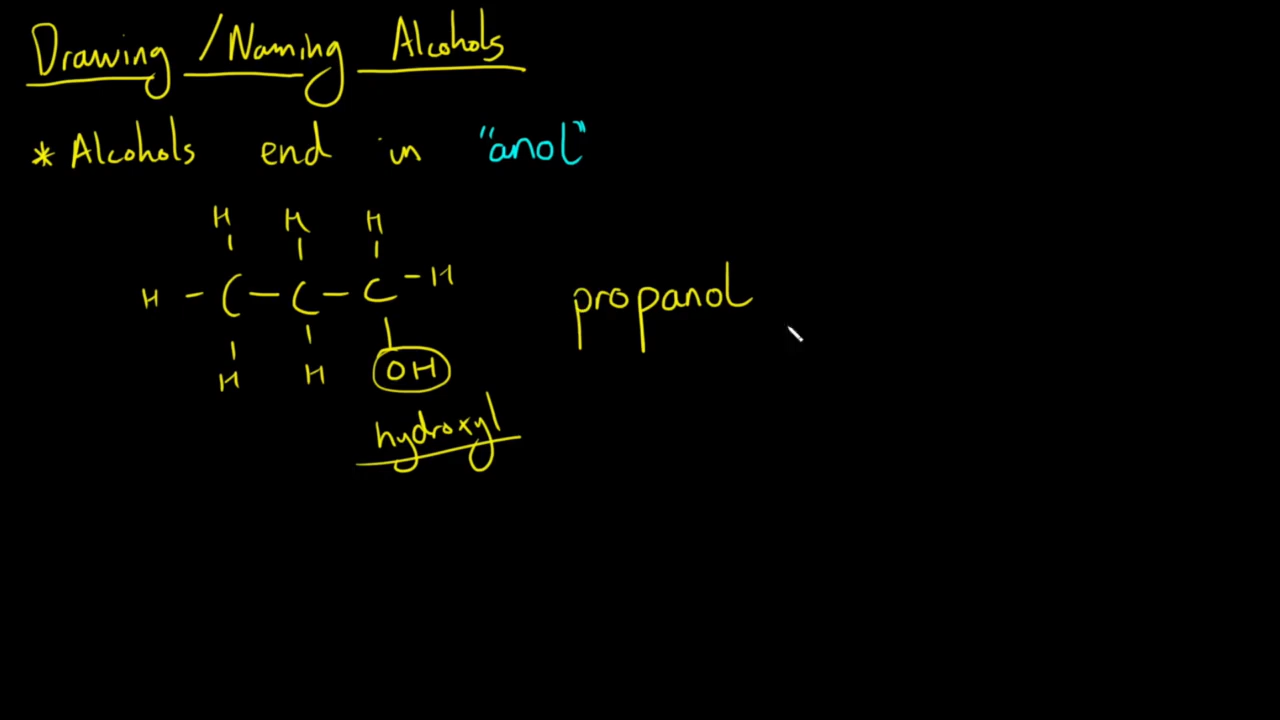 Drawing / Naming Alcohols
* Alcohols end in "anol"
H H H
H - C - C - C - H
propanol
H H OH
hydroxyl